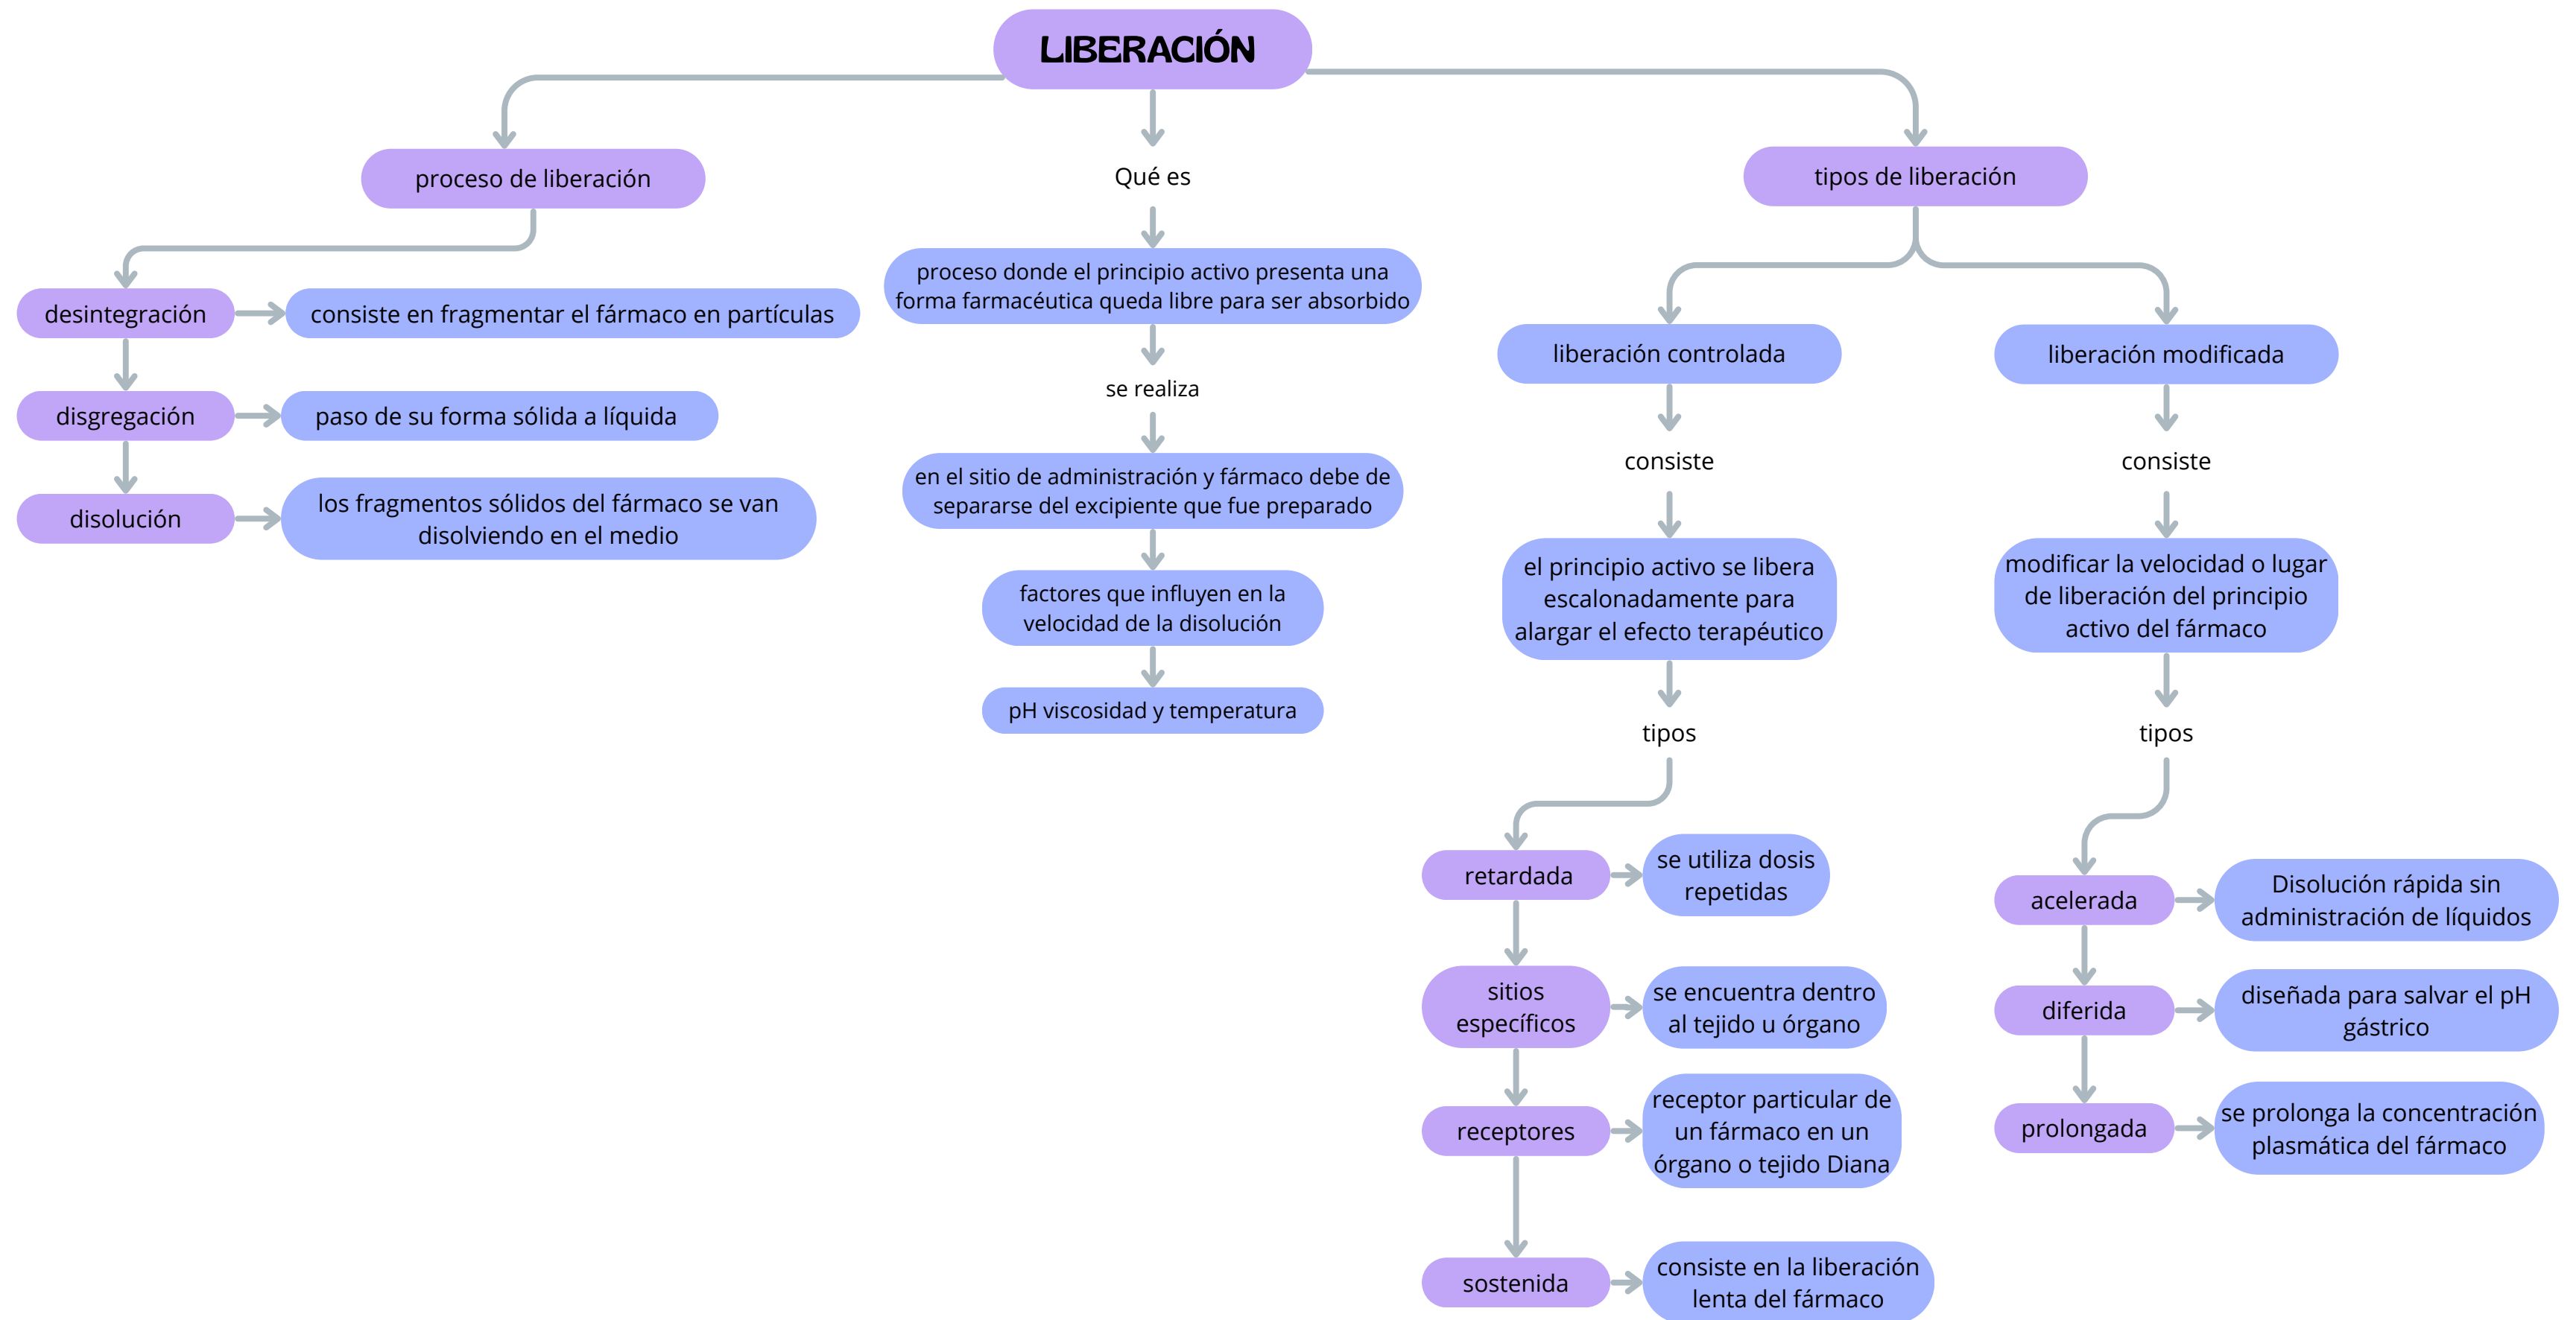 LIBERACIÓN
proceso de liberación
desintegración
consiste en fragmentar el fármaco en partículas
disgregación
paso de su forma sólida a líquida
disolución
los fragmentos sólidos del fármaco se van
disolviendo en el medio
Qué es
proceso donde el principio activo presenta una
forma farmacéutica queda libre para ser absorbido
se realiza
en el sitio de administración y fármaco debe de
separarse del excipiente que fue preparado
factores que influyen en la
velocidad de la disolución
pH viscosidad y temperatura
tipos de liberación
liberación controlada
consiste
el principio activo se libera
escalonadamente para
alargar el efecto terapéutico
tipos
retardada
se utiliza dosis
repetidas
sitios
específicos
se encuentra dentro
al tejido u órgano
receptores
receptor particular de
un fármaco en un
órgano o tejido Diana
sostenida
consiste en la liberación
lenta del fármaco
liberación modificada
consiste
modificar la velocidad o lugar
de liberación del principio
activo del fármaco
tipos
acelerada
Disolución rápida sin
administración de líquidos
diferida
diseñada para salvar el pH
gástrico
prolongada
se prolonga la concentración
plasmática del fármaco